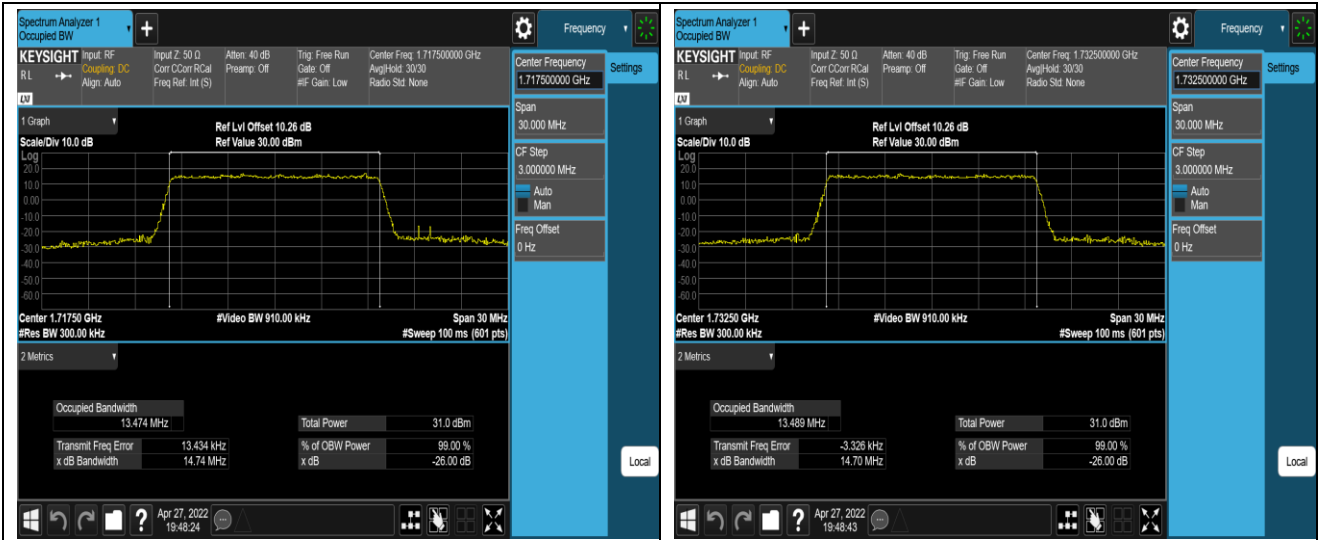 Spectrum Analyzer 1
Occupied BW
+
Frequency
KEYSIGHT
Input: RF
Coupling: DC
Align: Auto
Input Z: 50 Ω
Corr CCorr RCal
Freq Ref: Int (S)
Atten: 40 dB
Preamp: Off
Trig: Free Run
Gate: Off
#IF Gain: Low
Center Freq: 1.717500000 GHz
Avg|Hold: 30/30
Radio Std: None
RL
LXI
Center Frequency
1.717500000 GHz
Settings
Span
30.000 MHz
CF Step
3.000000 MHz
Auto
Man
Freq Offset
0 Hz
Local
1 Graph
Ref Lvl Offset 10.26 dB
Scale/Div 10.0 dB
Ref Value 30.00 dBm
Log
20.0
10.0
0.00
-10.0
-20.0
-30.0
-40.0
-50.0
-60.0
Center 1.71750 GHz
#Video BW 910.00 kHz
Span 30 MHz
#Res BW 300.00 kHz
#Sweep 100 ms (601 pts)
2 Metrics
Occupied Bandwidth
13.474 MHz
Total Power 31.0 dBm
Transmit Freq Error 13.434 kHz
% of OBW Power 99.00 %
x dB Bandwidth 14.74 MHz
x dB -26.00 dB
?
Apr 27, 2022
19:48:24
Spectrum Analyzer 1
Occupied BW
+
Frequency
KEYSIGHT
Input: RF
Coupling: DC
Align: Auto
Input Z: 50 Ω
Corr CCorr RCal
Freq Ref: Int (S)
Atten: 40 dB
Preamp: Off
Trig: Free Run
Gate: Off
#IF Gain: Low
Center Freq: 1.732500000 GHz
Avg|Hold: 30/30
Radio Std: None
RL
LXI
Center Frequency
1.732500000 GHz
Settings
Span
30.000 MHz
CF Step
3.000000 MHz
Auto
Man
Freq Offset
0 Hz
Local
1 Graph
Ref Lvl Offset 10.26 dB
Scale/Div 10.0 dB
Ref Value 30.00 dBm
Log
20.0
10.0
0.00
-10.0
-20.0
-30.0
-40.0
-50.0
-60.0
Center 1.73250 GHz
#Video BW 910.00 kHz
Span 30 MHz
#Res BW 300.00 kHz
#Sweep 100 ms (601 pts)
2 Metrics
Occupied Bandwidth
13.489 MHz
Total Power 31.0 dBm
Transmit Freq Error -3.326 kHz
% of OBW Power 99.00 %
x dB Bandwidth 14.70 MHz
x dB -26.00 dB
?
Apr 27, 2022
19:48:43